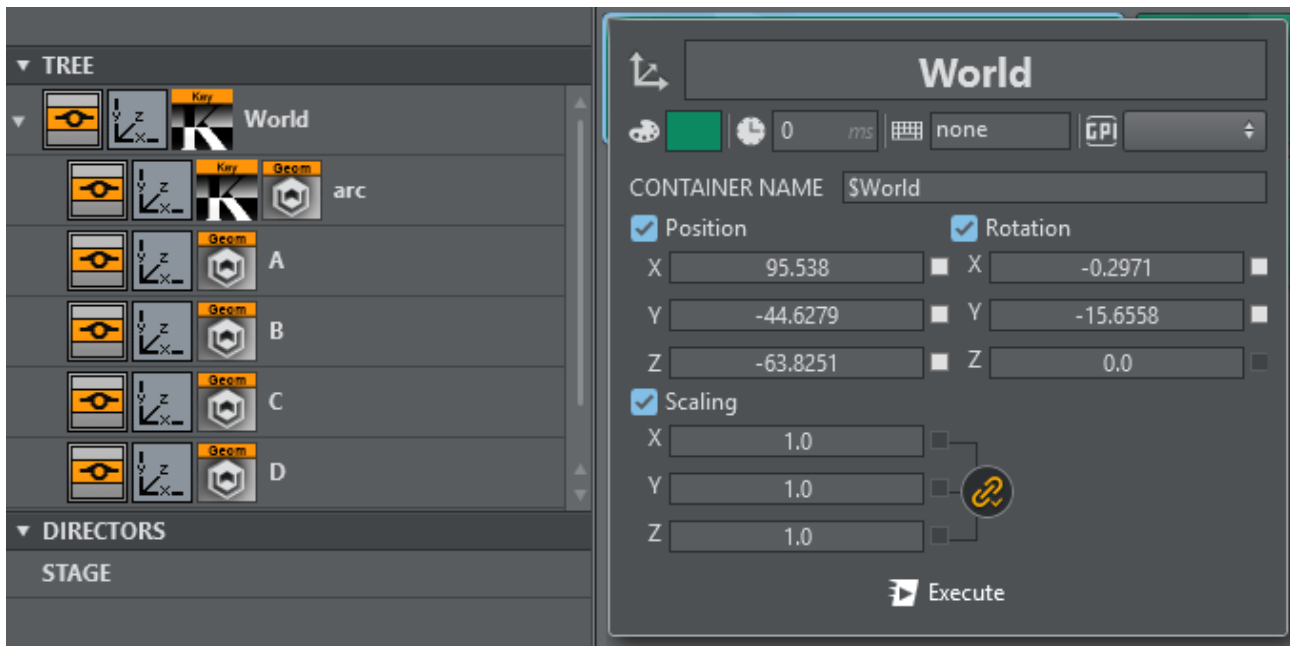 TREE
Key
World
Key Geom
arc
Geom
A
Geom
B
Geom
C
Geom
D
DIRECTORS
STAGE
World
0 ms none GPI
CONTAINER NAME $World
Position Rotation
X 95.538 X -0.2971
Y -44.6279 Y -15.6558
Z -63.8251 Z 0.0
Scaling
X 1.0
Y 1.0
Z 1.0
Execute